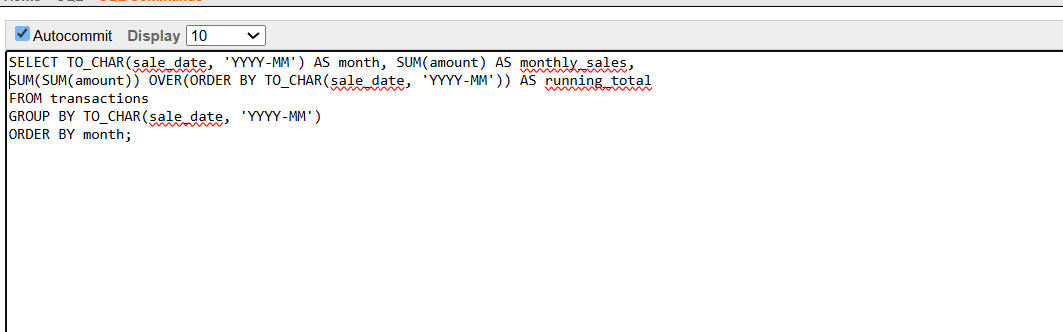 Autocommit Display 10
SELECT TO_CHAR(sale_date, 'YYYY-MM') AS month, SUM(amount) AS monthly_sales,
SUM(SUM(amount)) OVER(ORDER BY TO_CHAR(sale_date, 'YYYY-MM')) AS running_total
FROM transactions
GROUP BY TO_CHAR(sale_date, 'YYYY-MM')
ORDER BY month;